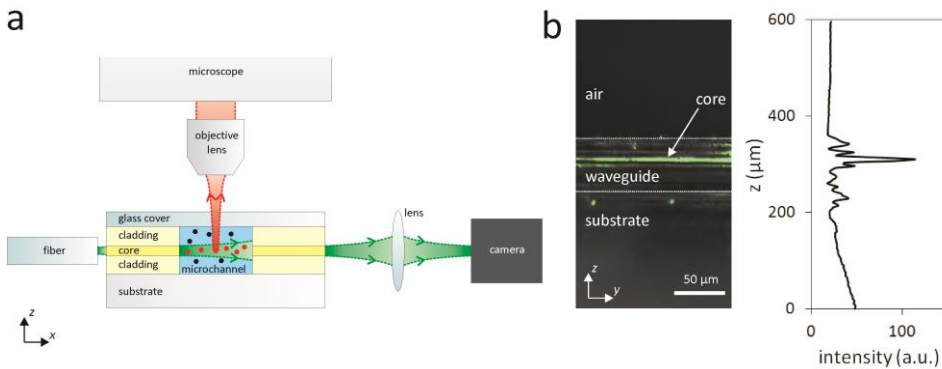 a
microscope
objective
lens
glass cover
cladding
core
cladding
fiber
microchannel
substrate
lens
camera
z
x
b
air
core
waveguide
substrate
z
y
50 μm
600
400
200
0
z (μm)
0
100
intensity (a.u.)